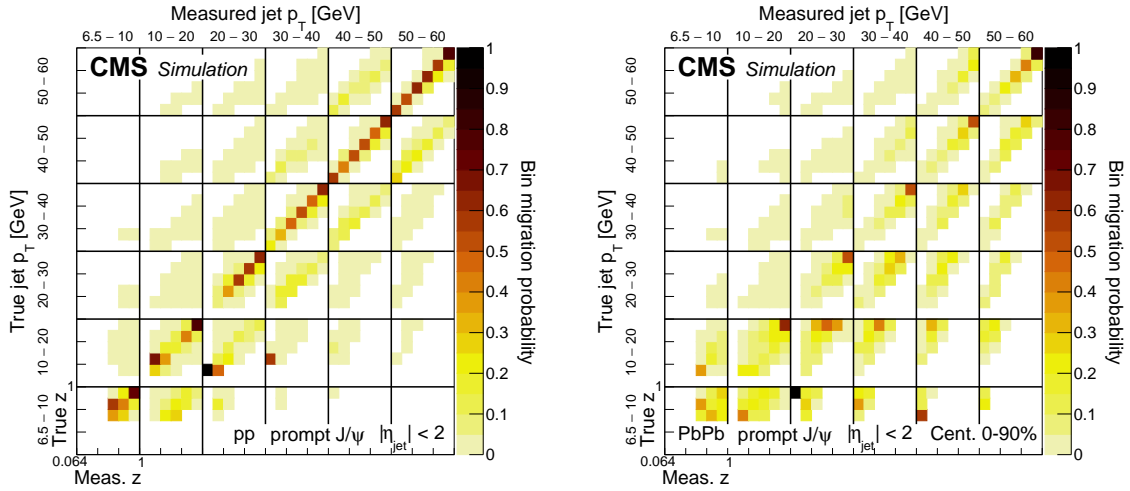 Measured jet p_T [GeV]
6.5 − 10 10 − 20 20 − 30 30 − 40 40 − 50 50 − 60
CMS Simulation
True jet p_T [GeV]
50 − 60
40 − 50
30 − 40
20 − 30
10 − 20
6.5 − 10
True z
1
pp prompt J/ψ |η_jet| < 2
0.064 1
Meas. z
1
0.9
0.8
0.7
0.6
0.5
0.4
0.3
0.2
0.1
0
Bin migration probability
Measured jet p_T [GeV]
6.5 − 10 10 − 20 20 − 30 30 − 40 40 − 50 50 − 60
CMS Simulation
True jet p_T [GeV]
50 − 60
40 − 50
30 − 40
20 − 30
10 − 20
6.5 − 10
True z
1
PbPb prompt J/ψ |η_jet| < 2 Cent. 0-90%
0.064 1
Meas. z
1
0.9
0.8
0.7
0.6
0.5
0.4
0.3
0.2
0.1
0
Bin migration probability